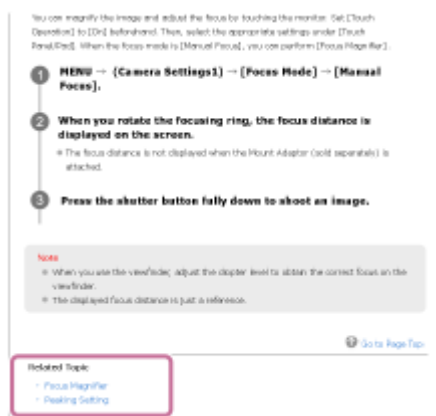 You can magnify the image and adjust the focus by touching the monitor. Set [Touch
Operation] to [On] beforehand. Then, select the appropriate settings under [Touch
Panel/Pad]. When the focus mode is [Manual Focus], you can perform [Focus Magnifier].
1 MENU → (Camera Settings1) → [Focus Mode] → [Manual
Focus].
2 When you rotate the focusing ring, the focus distance is
displayed on the screen.
The focus distance is not displayed when the Mount Adaptor (sold separately) is
attached.
3 Press the shutter button fully down to shoot an image.
Note
When you use the viewfinder, adjust the diopter level to obtain the correct focus on the
viewfinder.
The displayed focus distance is just a reference.
Go to Page Top
Related Topic
Focus Magnifier
Peaking Setting